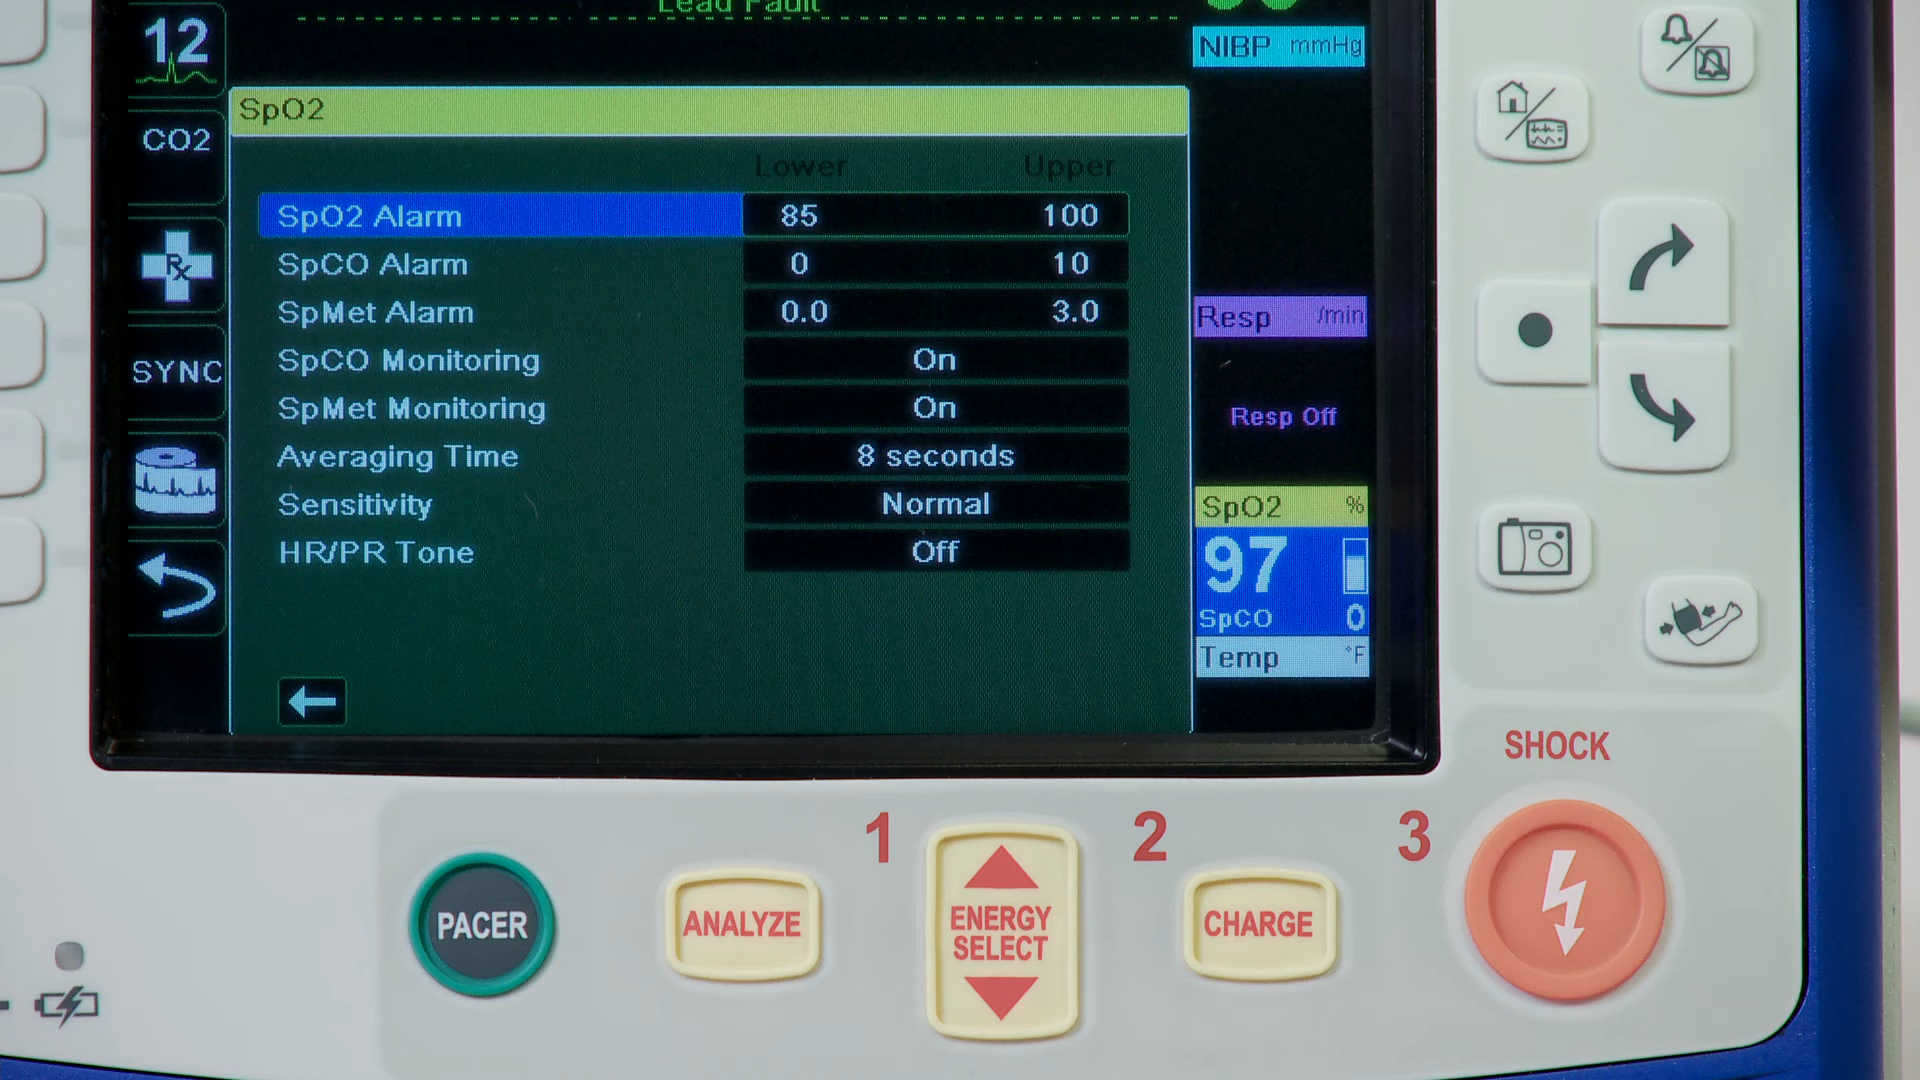 Lead Fault
12
NIBP mmHg
SpO2
CO2
Lower Upper
SpO2 Alarm 85 100
SpCO Alarm 0 10
Rx
SpMet Alarm 0.0 3.0
Resp /min
SpCO Monitoring On
SYNC
SpMet Monitoring On
Resp Off
Averaging Time 8 seconds
Sensitivity Normal
SpO2 %
HR/PR Tone Off
97
SpCO 0
Temp °F
SHOCK
1 2 3
PACER
ANALYZE
ENERGY
SELECT
CHARGE